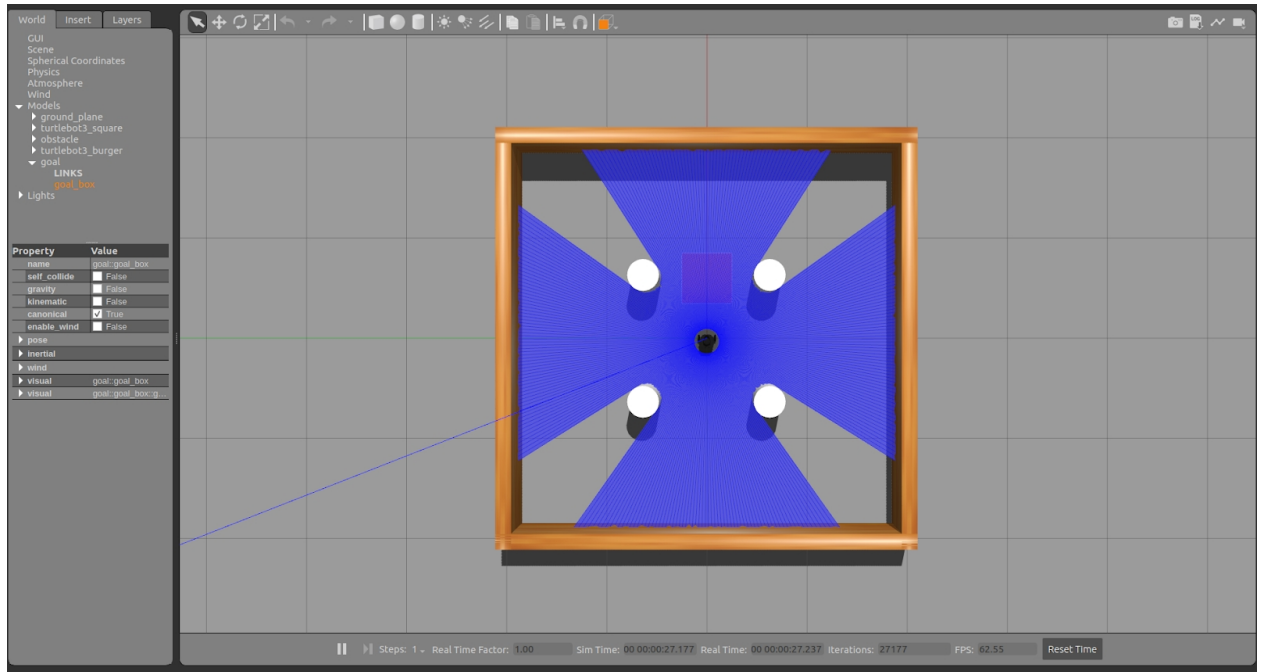 World Insert Layers
GUI
Scene
Spherical Coordinates
Physics
Atmosphere
Wind
Models
ground_plane
turtlebot3_square
obstacle
turtlebot3_burger
goal
LINKS
goal_box
Lights
Property Value
name goal::goal_box
self_collide False
gravity False
kinematic False
canonical True
enable_wind False
pose
inertial
wind
visual goal::goal_box
visual goal::goal_box::g...
Steps: 1 Real Time Factor: 1.00 Sim Time: 00 00:00:27.177 Real Time: 00 00:00:27.237 Iterations: 27177 FPS: 62.55 Reset Time